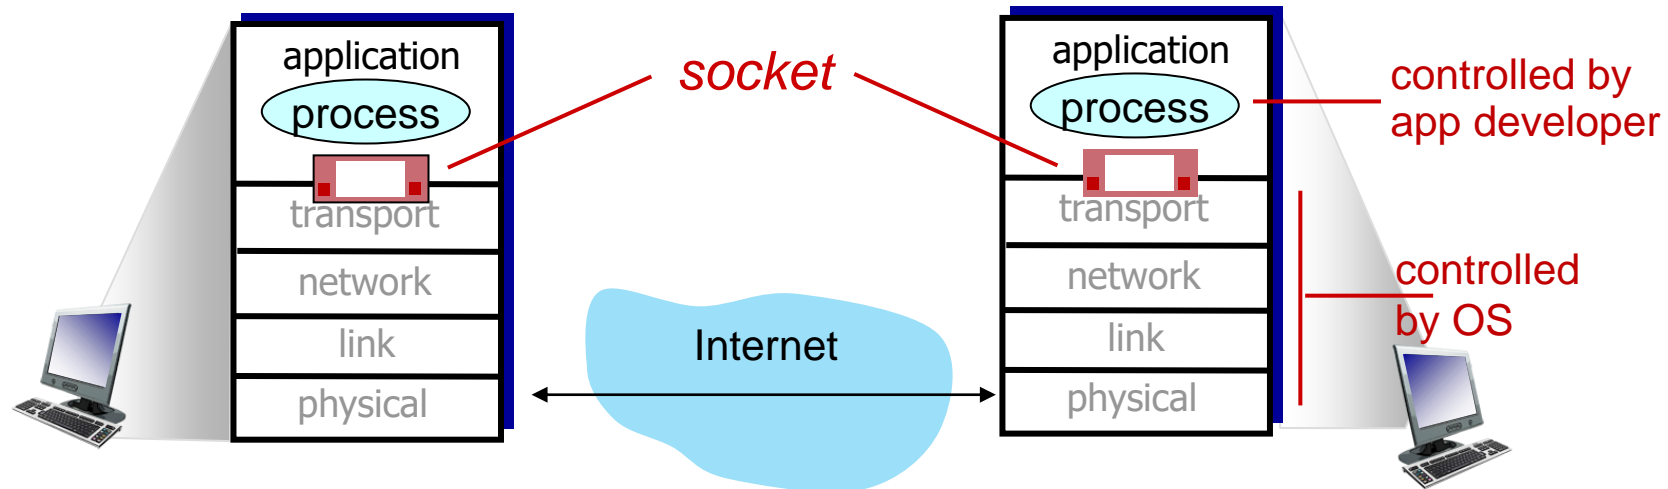 application
process
transport
network
link
physical
socket
Internet
application
process
transport
network
link
physical
controlled by
app developer
controlled
by OS